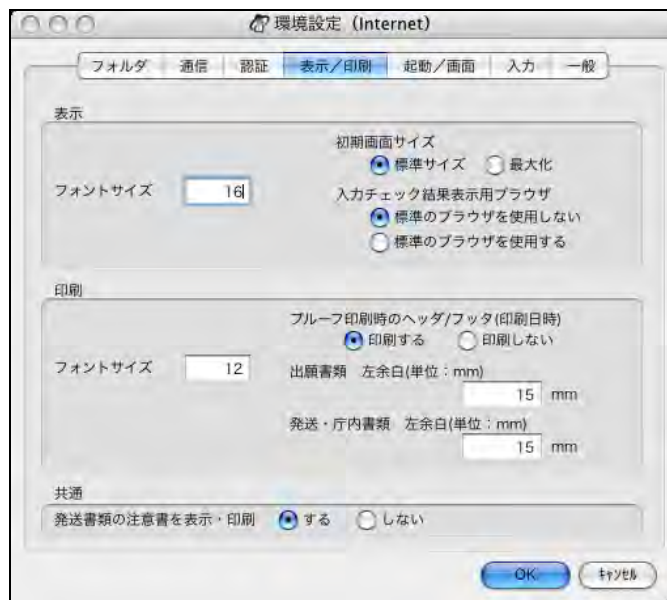 環境設定（Internet）
フォルダ 通信 認証 表示／印刷 起動／画面 入力 一般
表示
初期画面サイズ
標準サイズ 最大化
フォントサイズ 16
入力チェック結果表示用ブラウザ
標準のブラウザを使用しない
標準のブラウザを使用する
印刷
プルーフ印刷時のヘッダ/フッタ(印刷日時)
印刷する 印刷しない
フォントサイズ 12
出願書類 左余白(単位：mm)
15 mm
発送・庁内書類 左余白(単位：mm)
15 mm
共通
発送書類の注意書を表示・印刷 する しない
OK ｷｬﾝｾﾙ